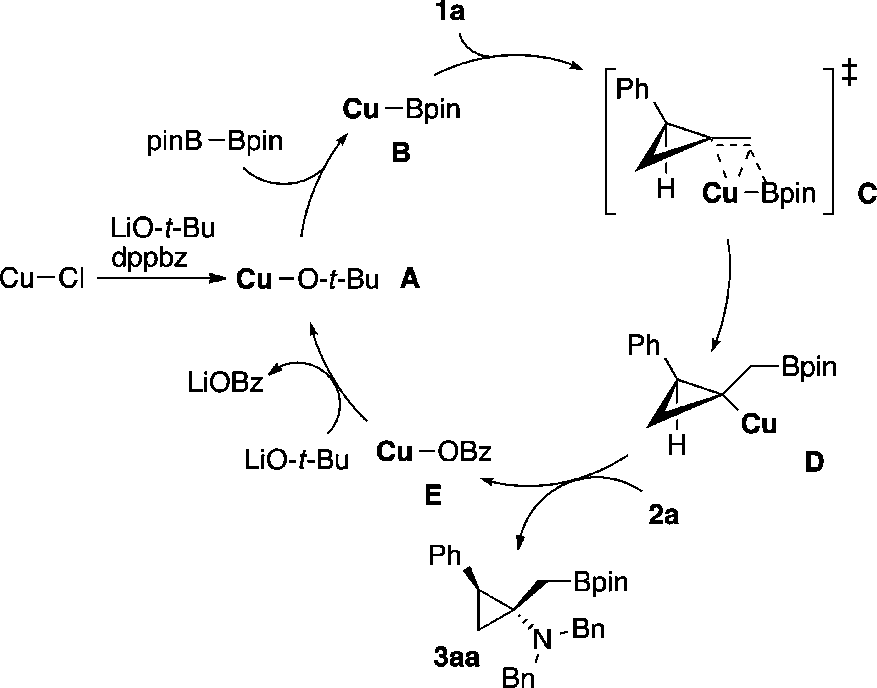 1a
Ph
‡
Cu–Bpin
pinB–Bpin
B
H
Cu–Bpin
C
LiO-t-Bu
dppbz
Cu–Cl
Cu–O-t-Bu
A
Ph
Bpin
LiOBz
Cu
H
D
LiO-t-Bu
Cu–OBz
E
2a
Ph
Bpin
3aa
N
Bn
Bn